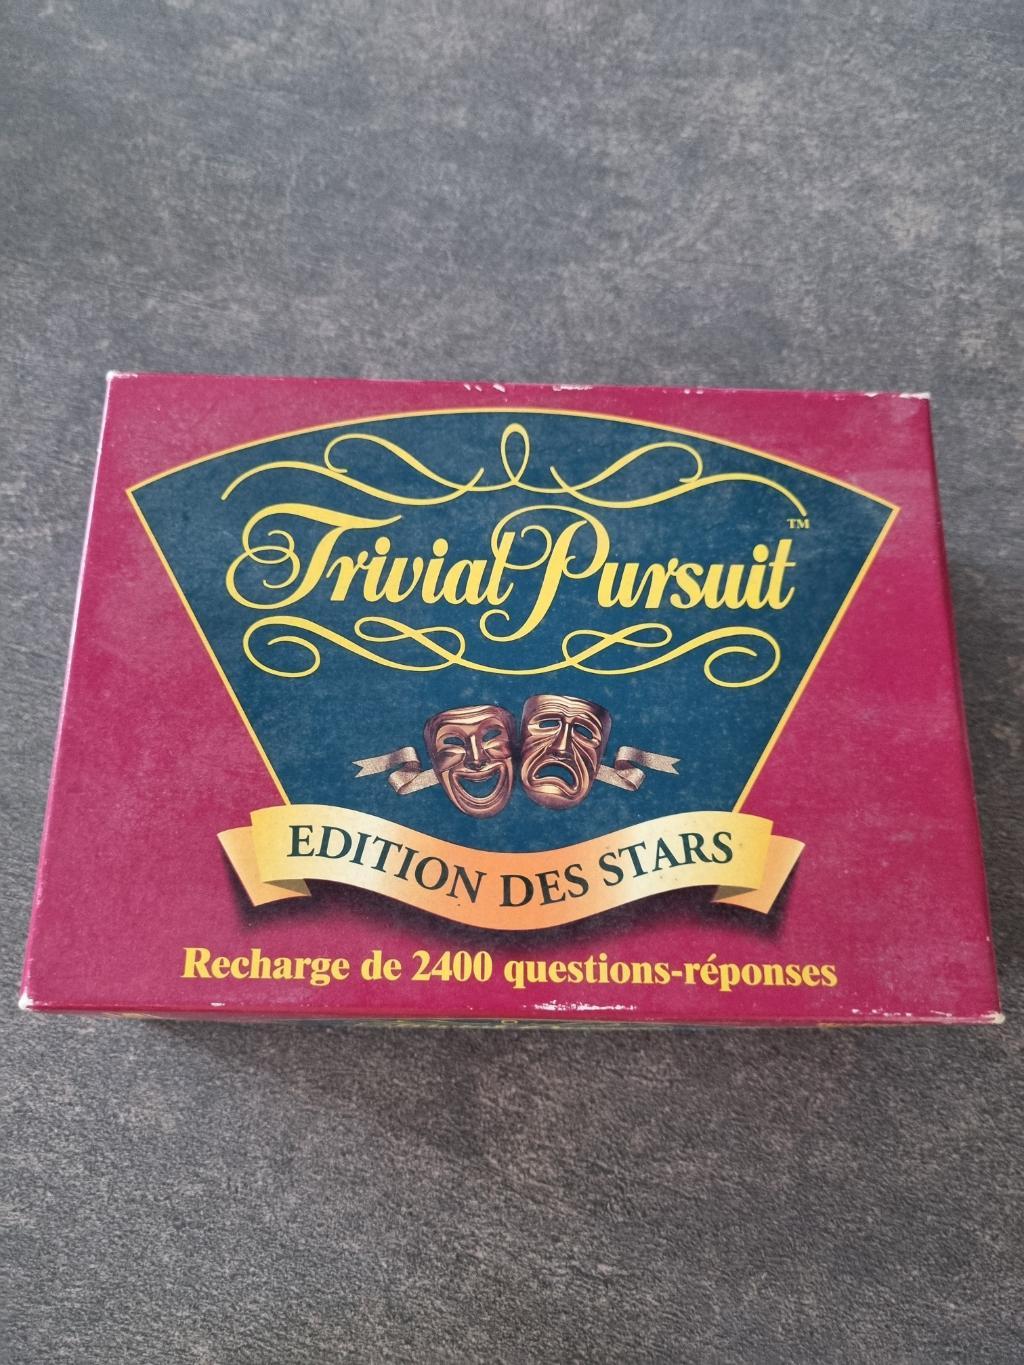 Trivial Pursuit™
EDITION DES STARS
Recharge de 2400 questions-réponses